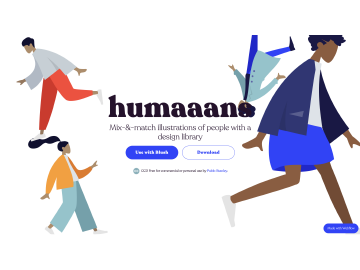 humaaans
Mix-&-match illustrations of people with a
design library
Use with Blush
Download
CC0 Free for commercial or personal use by Pablo Stanley
Made with Webflow